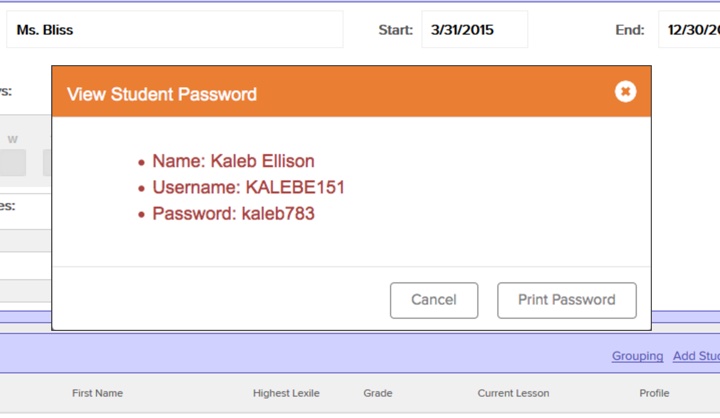 Ms. Bliss Start: 3/31/2015 End: 12/30/20
View Student Password
s:
w
• Name: Kaleb Ellison
• Username: KALEBE151
• Password: kaleb783
es:
Cancel Print Password
Grouping Add Stu
First Name Highest Lexile Grade Current Lesson Profile